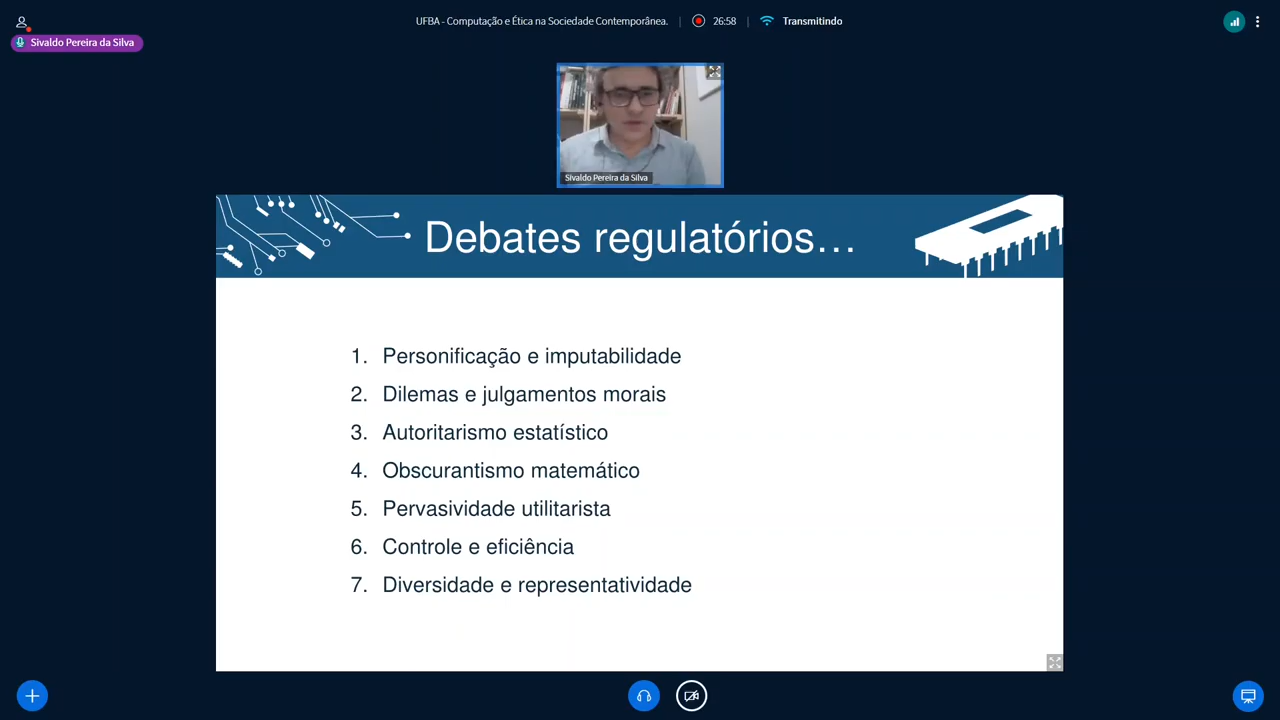 UFBA - Computação e Ética na Sociedade Contemporânea.
26:58
Transmitindo
Sivaldo Pereira da Silva
Sivaldo Pereira da Silva
Debates regulatórios…
1. Personificação e imputabilidade
2. Dilemas e julgamentos morais
3. Autoritarismo estatístico
4. Obscurantismo matemático
5. Pervasividade utilitarista
6. Controle e eficiência
7. Diversidade e representatividade